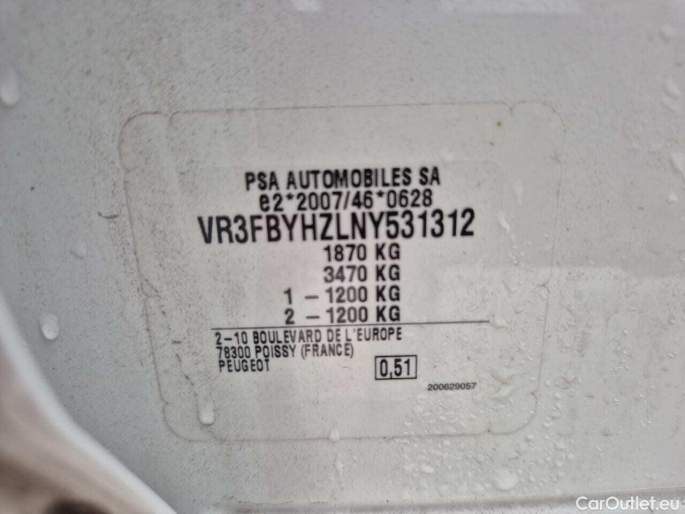 PSA AUTOMOBILES SA
e2*2007/46*0628
VR3FBYHZLNY531312
1870 KG
3470 KG
1 – 1200 KG
2 – 1200 KG
2–10 BOULEVARD DE L'EUROPE
78300 POISSY (FRANCE)
PEUGEOT
0,51
200629057
CarOutlet.eu